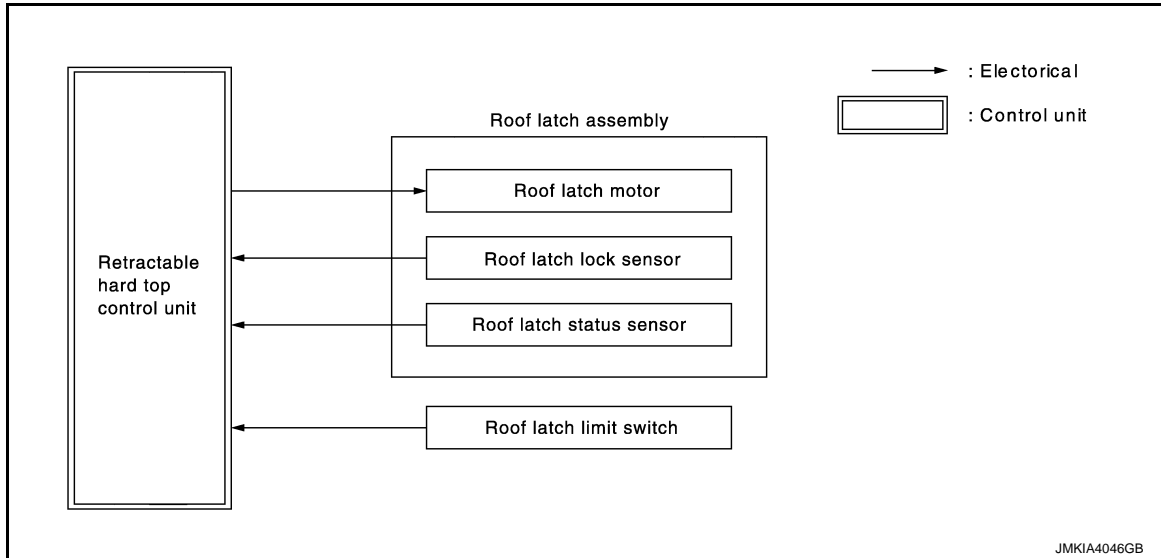 : Electorical
: Control unit
Roof latch assembly
Roof latch motor
Roof latch lock sensor
Roof latch status sensor
Roof latch limit switch
Retractable
hard top
control unit
JMKIA4046GB